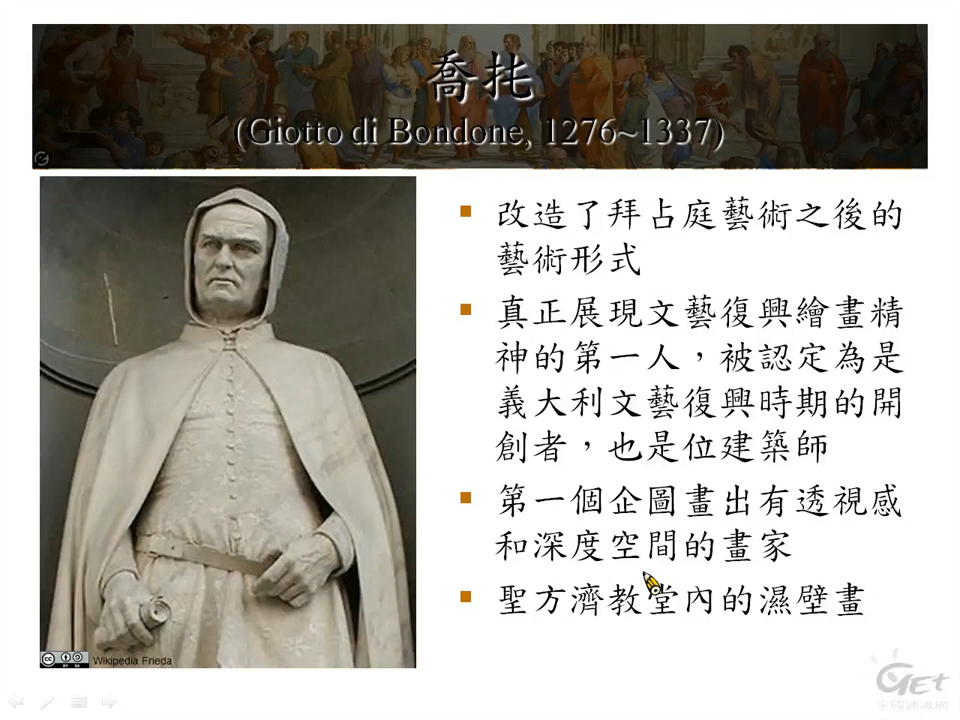 喬托
(Giotto di Bondone, 1276~1337)
改造了拜占庭藝術之後的
藝術形式
真正展現文藝復興繪畫精
神的第一人，被認定為是
義大利文藝復興時期的開
創者，也是位建築師
第一個企圖畫出有透視感
和深度空間的畫家
聖方濟教堂內的濕壁畫
Wikipedia Frieda
GET